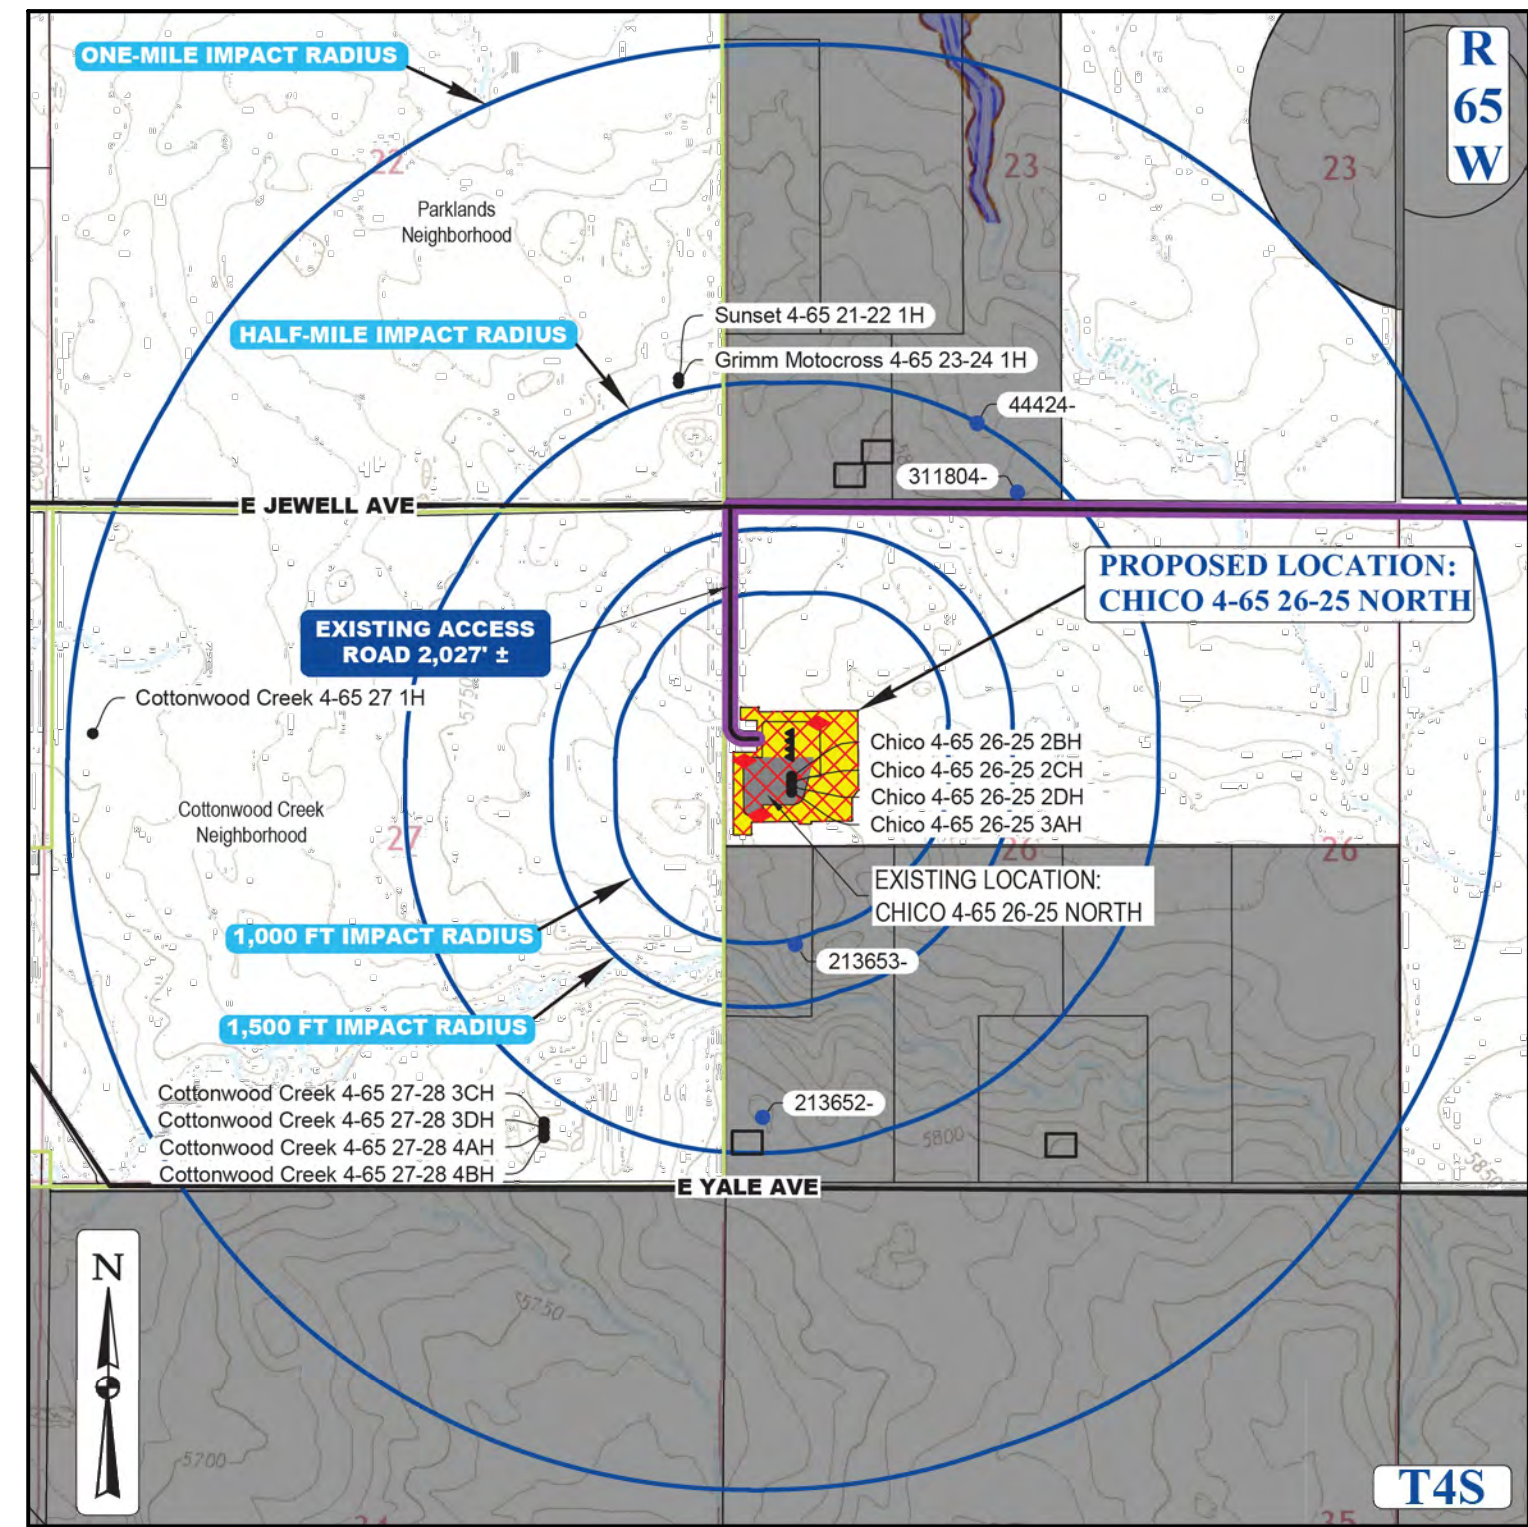 ONE-MILE IMPACT RADIUS
R
65
W
22
23
23
Parklands
Neighborhood
Sunset 4-65 21-22 1H
HALF-MILE IMPACT RADIUS
Grimm Motocross 4-65 23-24 1H
First Cr
44424-
311804-
E JEWELL AVE
PROPOSED LOCATION:
CHICO 4-65 26-25 NORTH
EXISTING ACCESS
ROAD 2,027' ±
5750
Cottonwood Creek 4-65 27 1H
Chico 4-65 26-25 2BH
Chico 4-65 26-25 2CH
Chico 4-65 26-25 2DH
Chico 4-65 26-25 3AH
Cottonwood Creek
Neighborhood
27
26
26
EXISTING LOCATION:
CHICO 4-65 26-25 NORTH
1,000 FT IMPACT RADIUS
213653-
1,500 FT IMPACT RADIUS
Cottonwood Creek 4-65 27-28 3CH
Cottonwood Creek 4-65 27-28 3DH
Cottonwood Creek 4-65 27-28 4AH
Cottonwood Creek 4-65 27-28 4BH
213652-
5800
5850
E YALE AVE
N
5750
5700
T4S
35